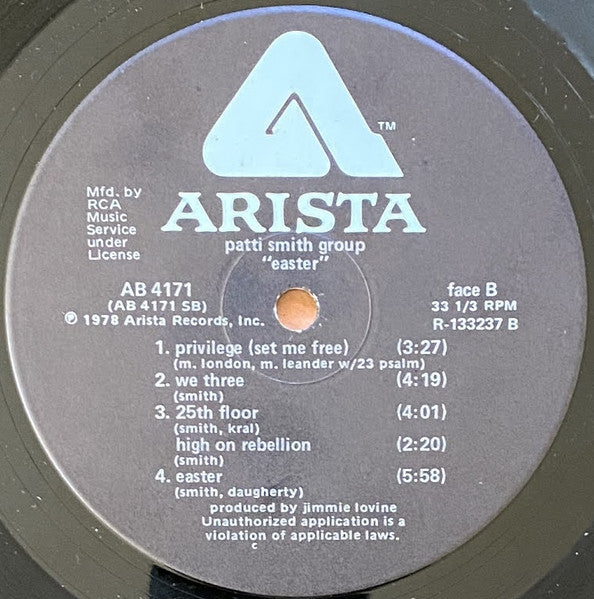 TM
ARISTA
Mfd. by
RCA
Music
Service
under
License
patti smith group
"easter"
AB 4171
(AB 4171 SB)
℗ 1978 Arista Records, Inc.
face B
33 1/3 RPM
R-133237 B
1. privilege (set me free) (3:27)
(m. london, m. leander w/23 psalm)
2. we three (4:19)
(smith)
3. 25th floor (4:01)
(smith, kral)
high on rebellion (2:20)
(smith)
4. easter (5:58)
(smith, daugherty)
produced by jimmie iovine
Unauthorized application is a
violation of applicable laws.
c